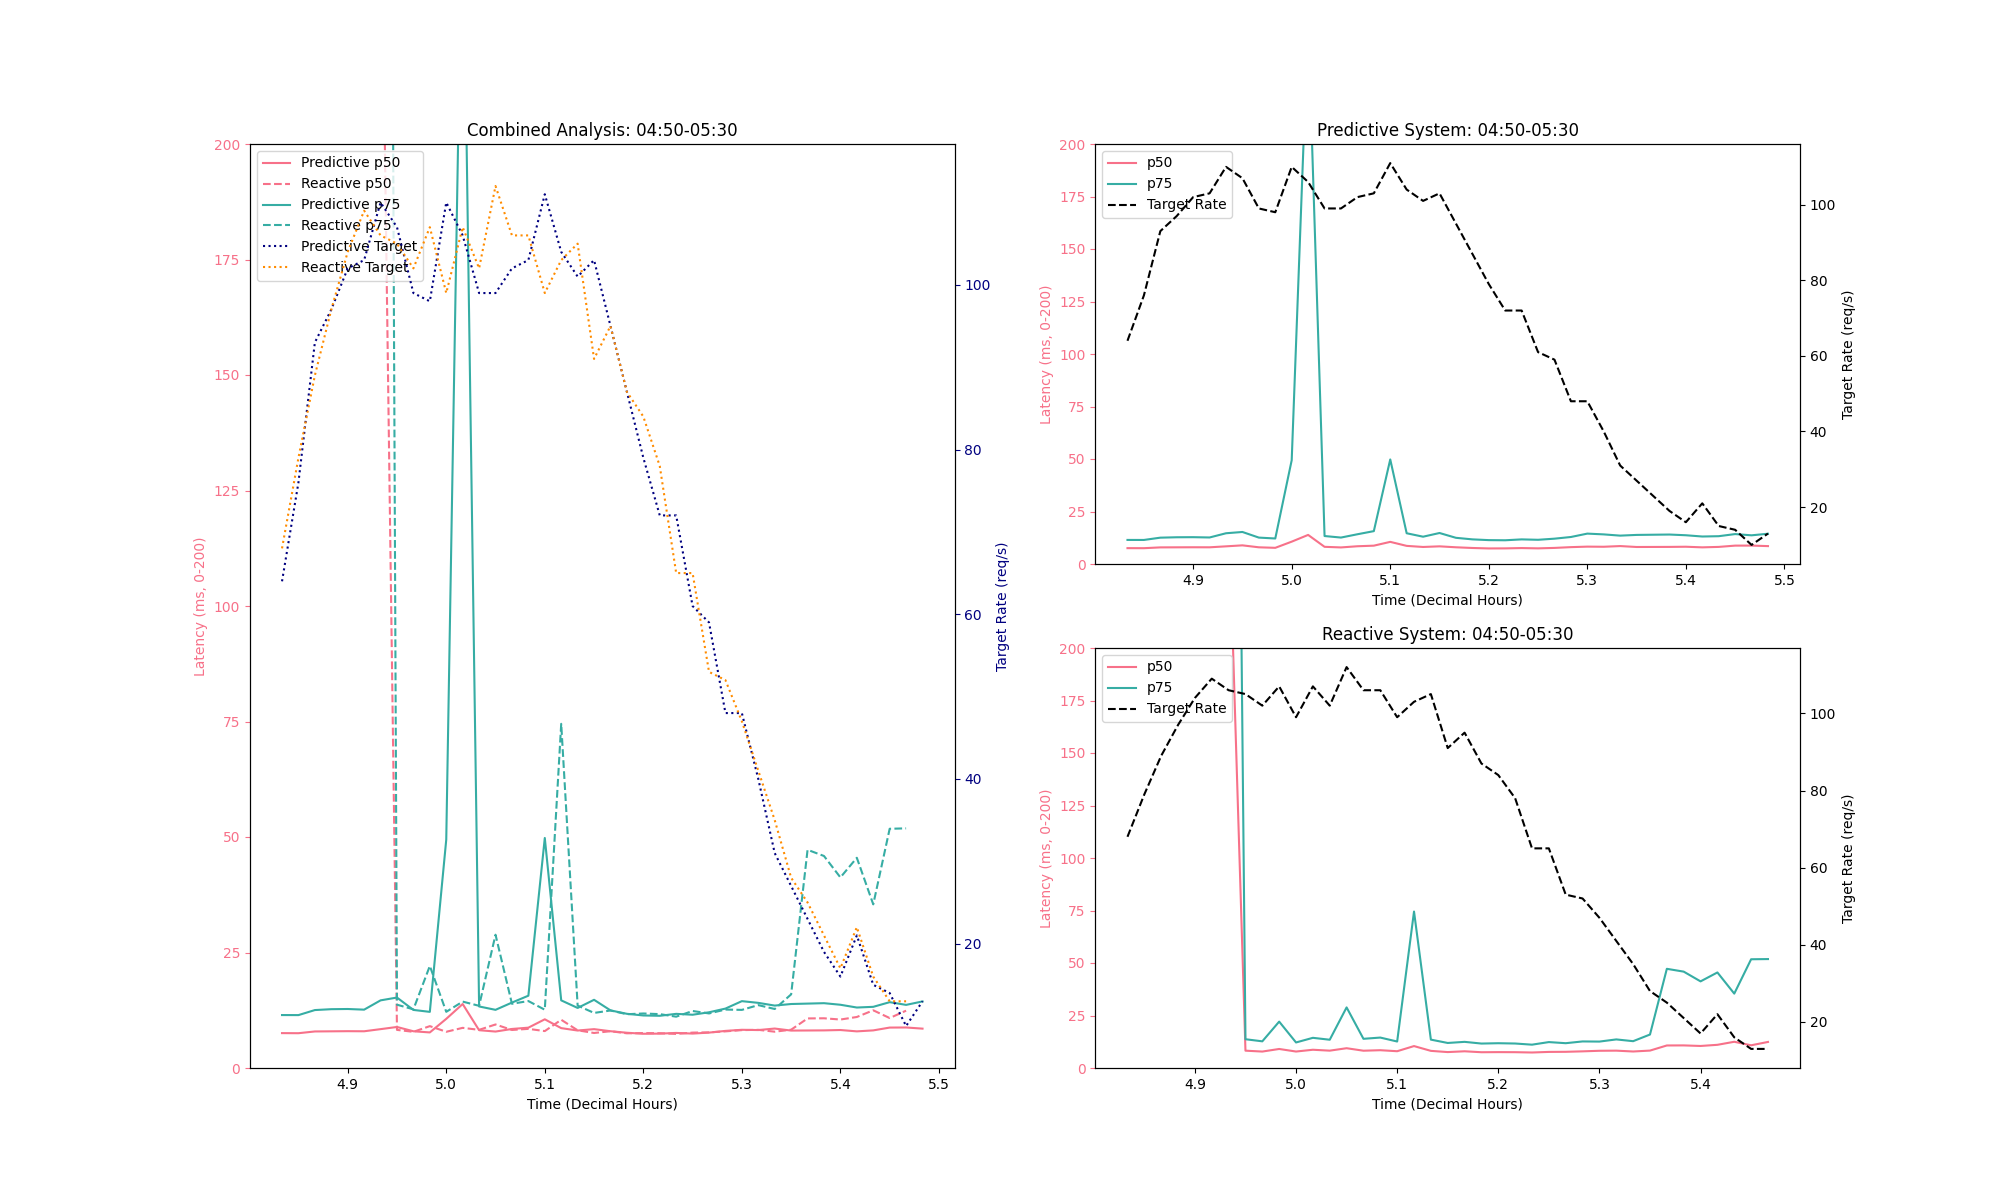 Combined Analysis: 04:50-05:30
Predictive p50
Reactive p50
Predictive p75
Reactive p75
Predictive Target
Reactive Target
200
175
150
125
100
75
50
25
0
Latency (ms, 0-200)
100
80
60
40
20
Target Rate (req/s)
4.9 5.0 5.1 5.2 5.3 5.4 5.5
Time (Decimal Hours)
Predictive System: 04:50-05:30
p50
p75
Target Rate
200
175
150
125
100
75
50
25
0
Latency (ms, 0-200)
100
80
60
40
20
Target Rate (req/s)
4.9 5.0 5.1 5.2 5.3 5.4 5.5
Time (Decimal Hours)
Reactive System: 04:50-05:30
p50
p75
Target Rate
200
175
150
125
100
75
50
25
0
Latency (ms, 0-200)
100
80
60
40
20
Target Rate (req/s)
4.9 5.0 5.1 5.2 5.3 5.4
Time (Decimal Hours)